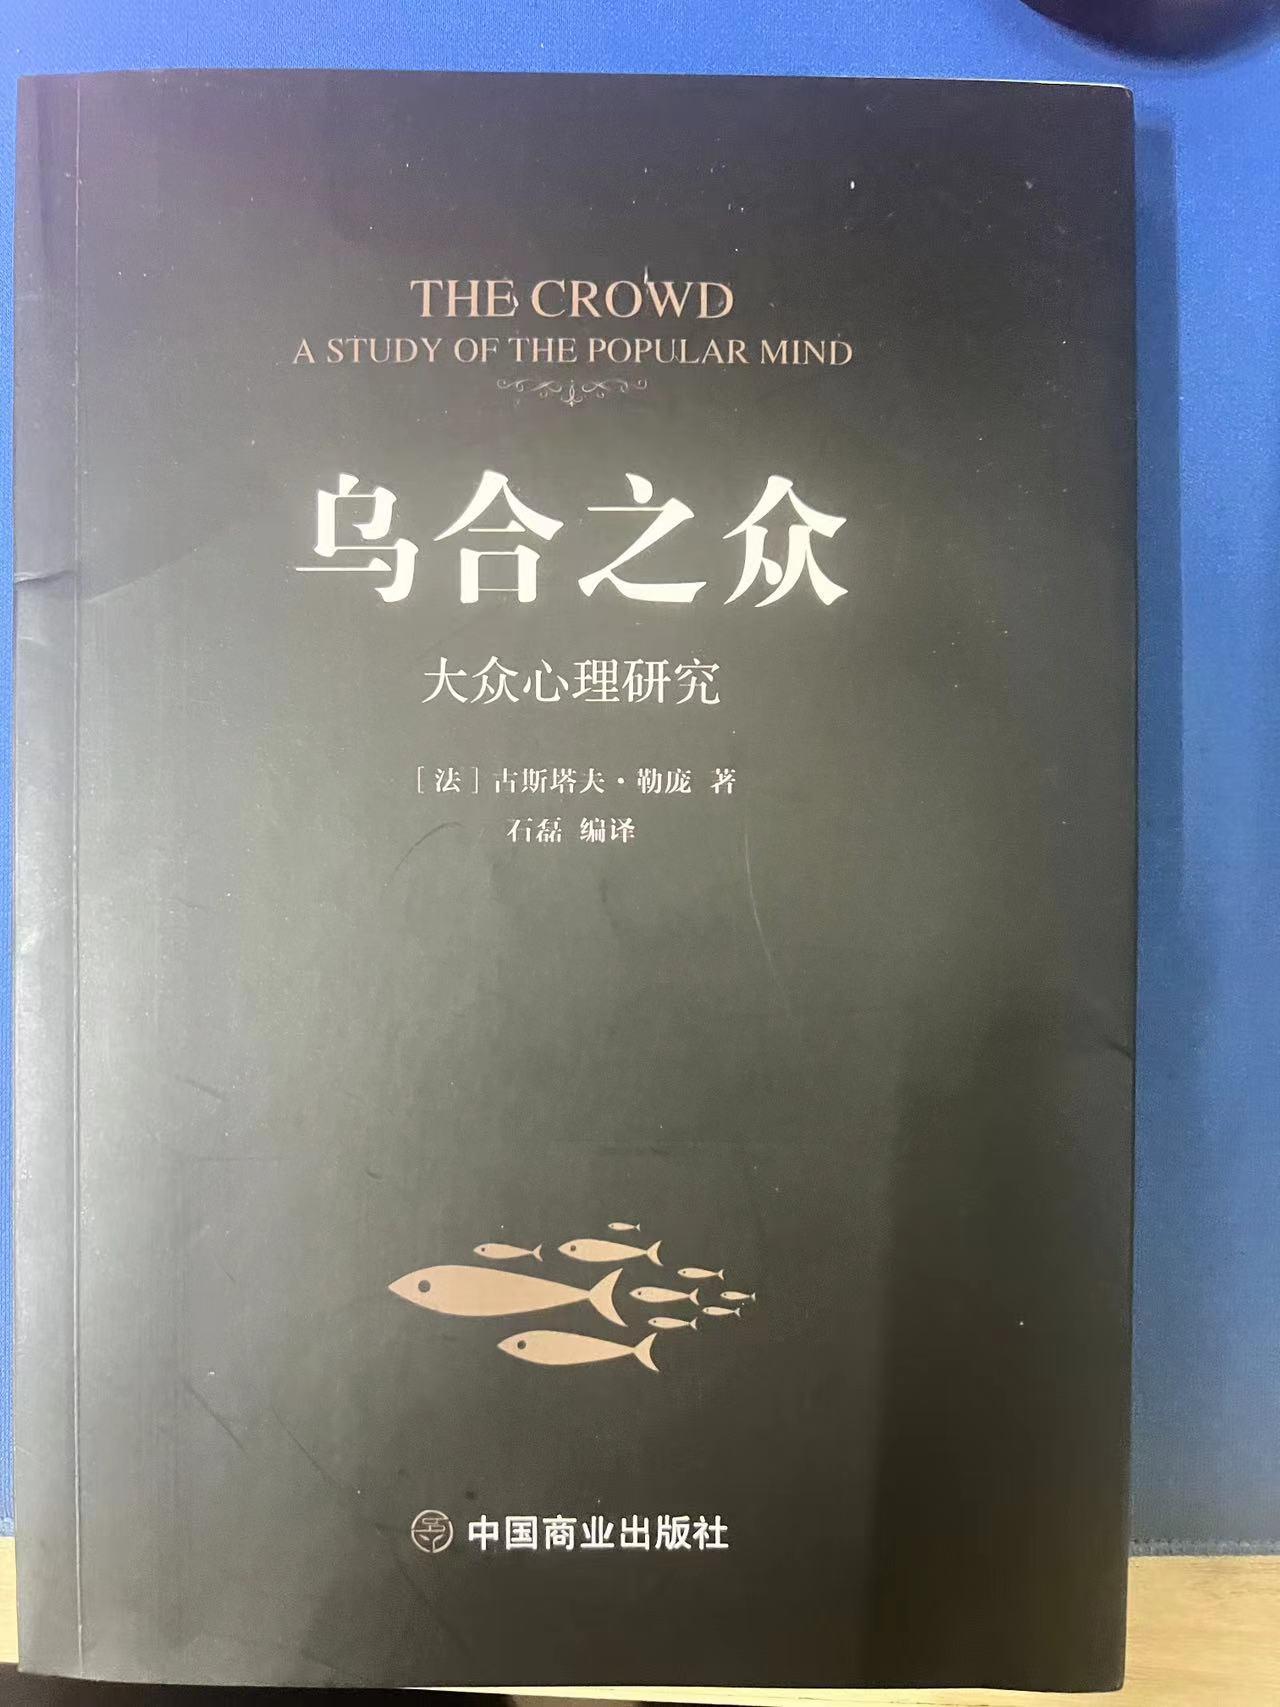 THE CROWD
A STUDY OF THE POPULAR MIND
乌合之众
大众心理研究
［法］古斯塔夫·勒庞 著
石磊 编译
中国商业出版社